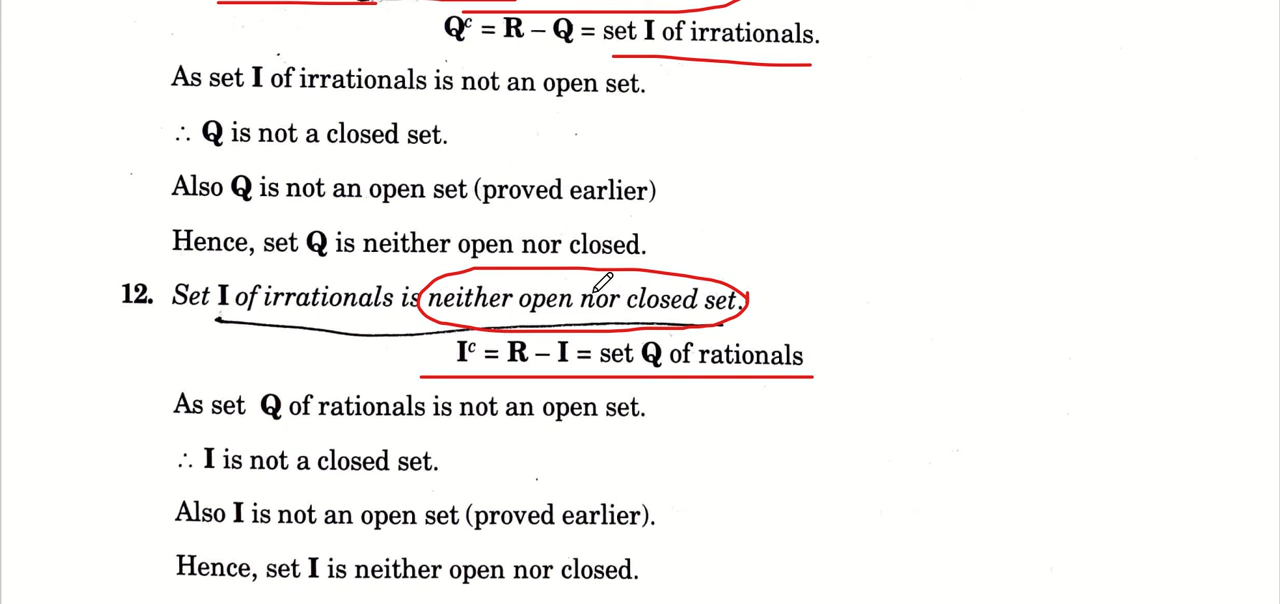 Qᶜ = R – Q = set I of irrationals.
As set I of irrationals is not an open set.
∴ Q is not a closed set.
Also Q is not an open set (proved earlier)
Hence, set Q is neither open nor closed.
12. Set I of irrationals is neither open nor closed set.
Iᶜ = R – I = set Q of rationals
As set Q of rationals is not an open set.
∴ I is not a closed set.
Also I is not an open set (proved earlier).
Hence, set I is neither open nor closed.